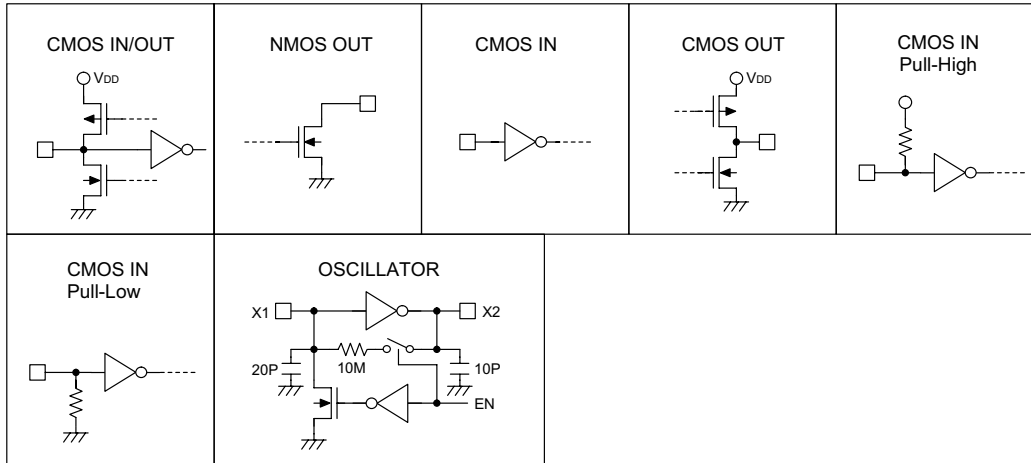 CMOS IN/OUT
VDD
NMOS OUT
CMOS IN
CMOS OUT
VDD
CMOS IN
Pull-High
CMOS IN
Pull-Low
OSCILLATOR
X1
X2
20P
10M
10P
EN